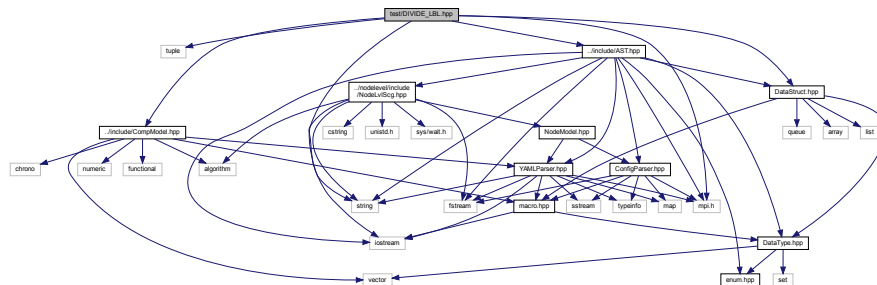 test/DIVIDE_LBL.hpp
tuple
../include/AST.hpp
../nodelevel/include
/NodeLvlScg.hpp
DataStruct.hpp
../include/CompModel.hpp
cstring
unistd.h
sys/wait.h
NodeModel.hpp
queue
array
list
chrono
numeric
functional
algorithm
YAMLParser.hpp
ConfigParser.hpp
string
fstream
macro.hpp
sstream
typeinfo
map
mpi.h
iostream
DataType.hpp
vector
enum.hpp
set